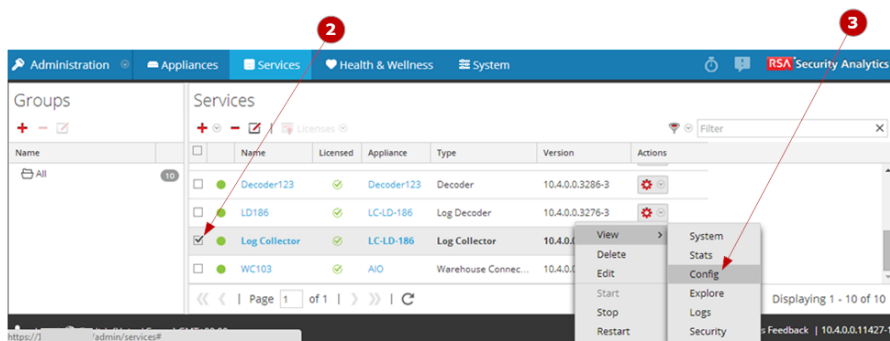 2
3
Administration Appliances Services Health & Wellness System RSA Security Analytics
Groups
Services
Licenses
Filter
Name
Name Licensed Appliance Type Version Actions
All 10
Decoder123 Decoder123 Decoder 10.4.0.0.3286-3
LD186 LC-LD-186 Log Decoder 10.4.0.0.3276-3
Log Collector LC-LD-186 Log Collector 10.4.0
WC103 AIO Warehouse Connec... 10.4.0.0
View
Delete
Edit
Start
Stop
Restart
System
Stats
Config
Explore
Logs
Security
Page 1 of 1
Displaying 1 - 10 of 10
Feedback | 10.4.0.0.11427-1
/admin/services#